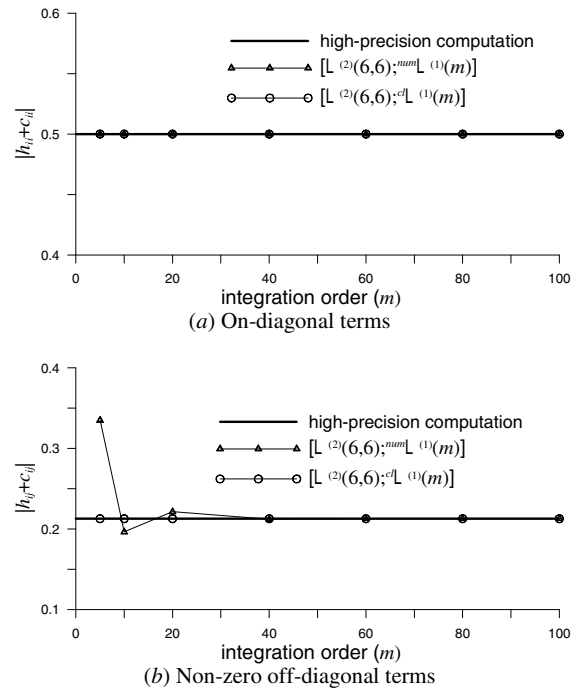 0.6
high-precision computation
[L (2)(6,6);numL (1)(m)]
[L (2)(6,6);clL (1)(m)]
|hii+cii|
0.5
0.4
0 20 40 60 80 100
integration order (m)
(a) On-diagonal terms
0.4
high-precision computation
[L (2)(6,6);numL (1)(m)]
[L (2)(6,6);clL (1)(m)]
0.3
|hij+cij|
0.2
0.1
0 20 40 60 80 100
integration order (m)
(b) Non-zero off-diagonal terms